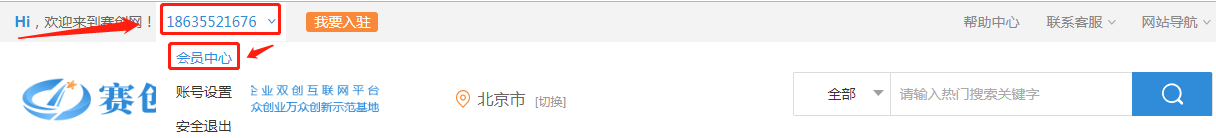 Hi，欢迎来到赛创网！ 18635521676 我要入驻 帮助中心 联系客服 网站导航
会员中心
账号设置
安全退出
赛创
企业双创互联网平台
众创业万众创新示范基地
北京市 [切换]
全部 请输入热门搜索关键字